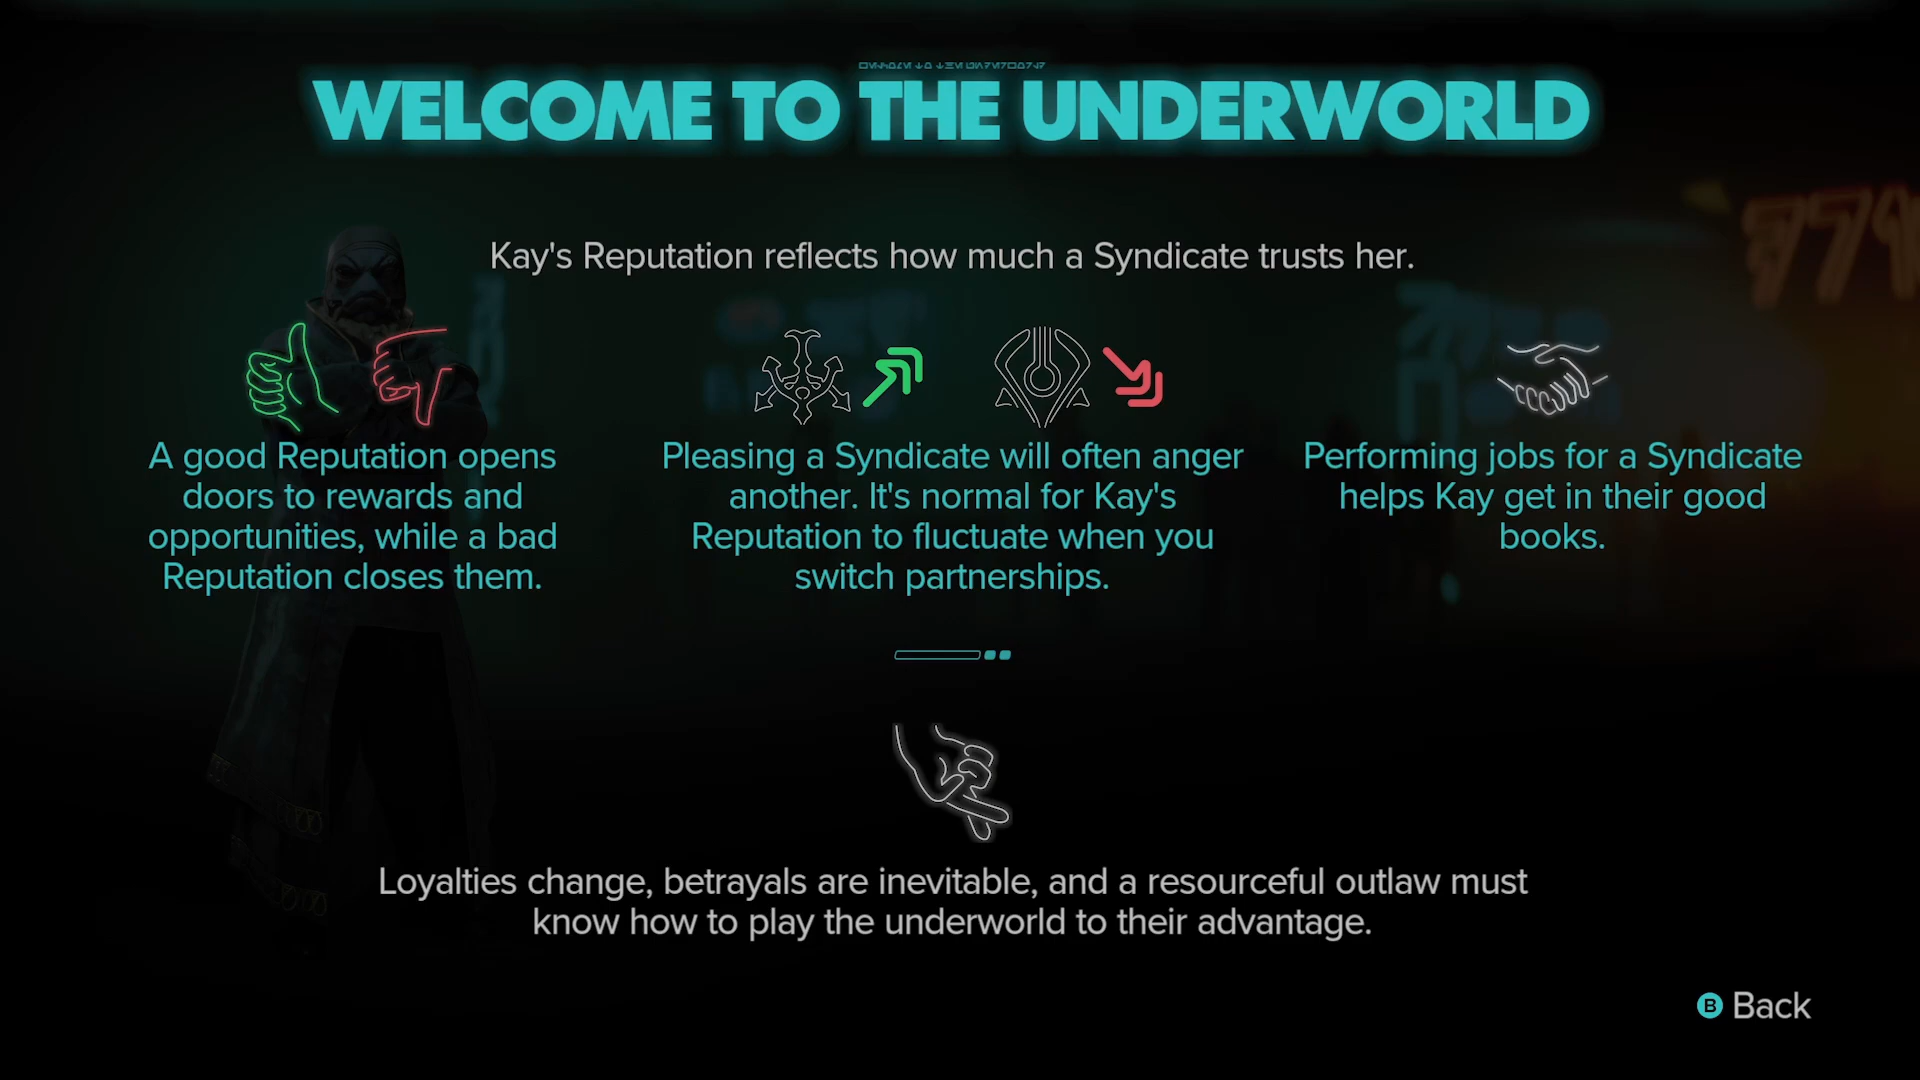 WELCOME TO THE UNDERWORLD
Kay's Reputation reflects how much a Syndicate trusts her.
A good Reputation opens
doors to rewards and
opportunities, while a bad
Reputation closes them.
Pleasing a Syndicate will often anger
another. It's normal for Kay's
Reputation to fluctuate when you
switch partnerships.
Performing jobs for a Syndicate
helps Kay get in their good
books.
Loyalties change, betrayals are inevitable, and a resourceful outlaw must
know how to play the underworld to their advantage.
B Back